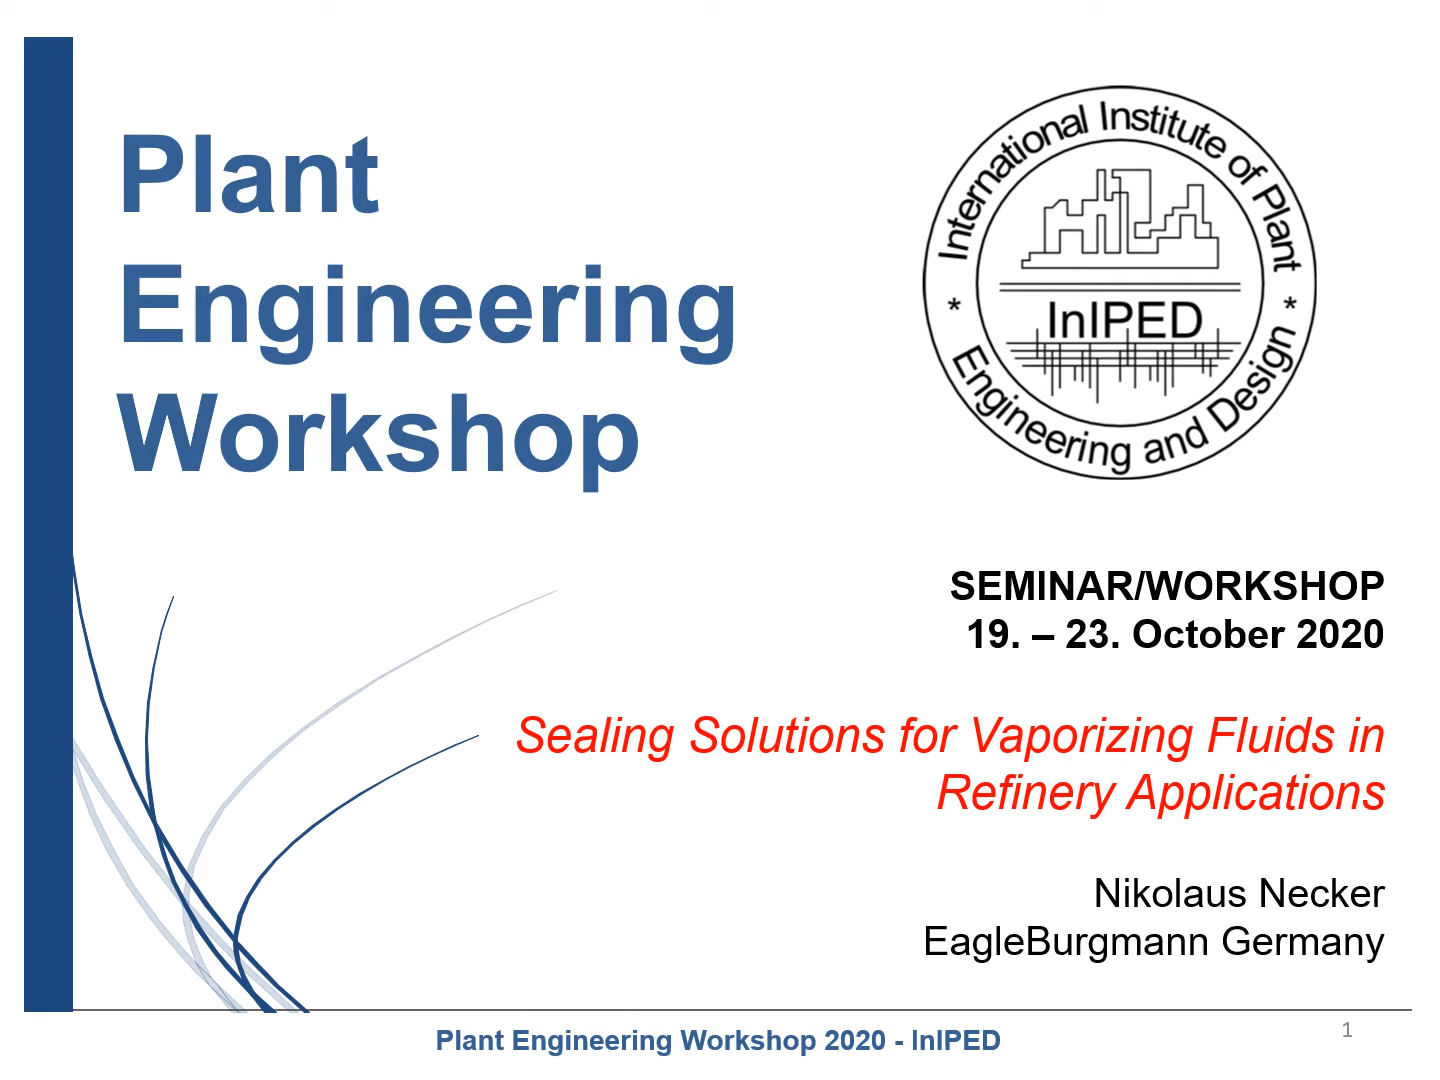 Plant
Engineering
Workshop
International Institute of Plant
* InIPED *
Engineering and Design
SEMINAR/WORKSHOP
19. – 23. October 2020
Sealing Solutions for Vaporizing Fluids in
Refinery Applications
Nikolaus Necker
EagleBurgmann Germany
Plant Engineering Workshop 2020 - InIPED
1